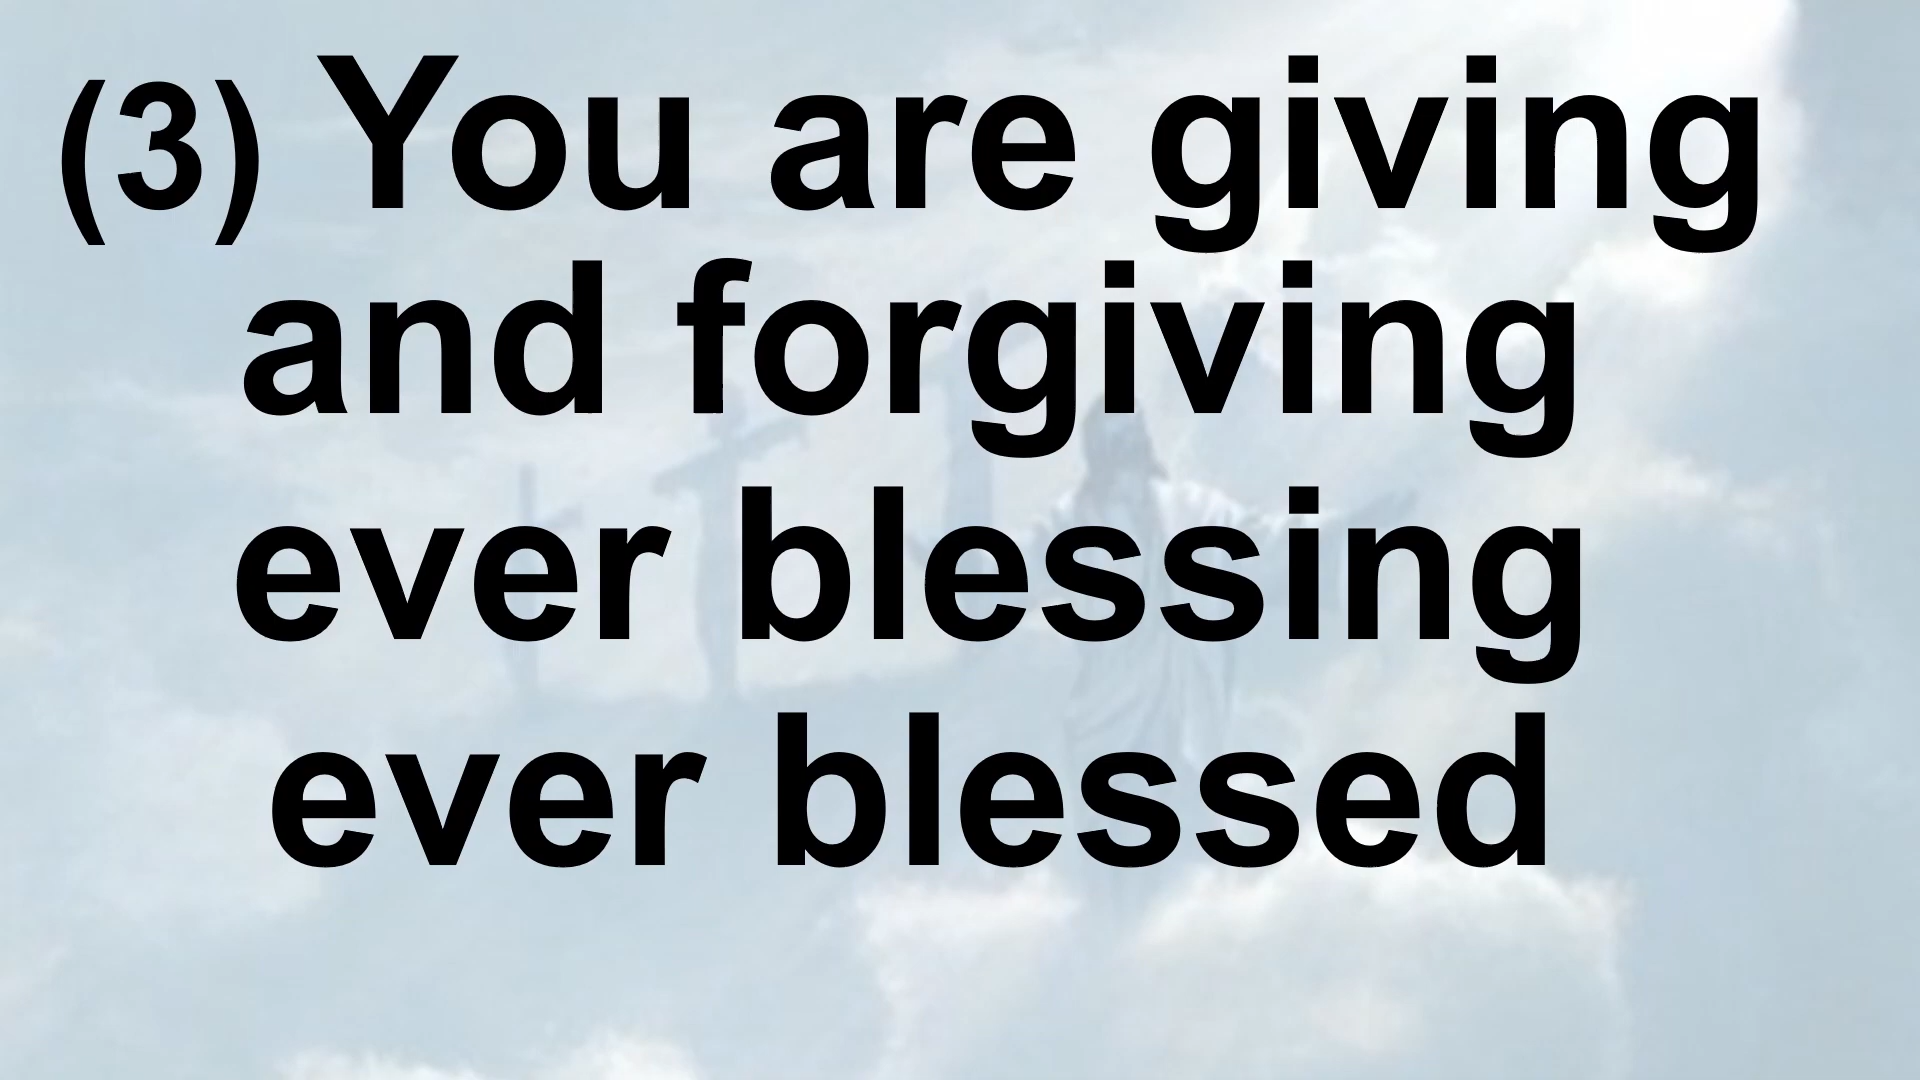 (3) You are giving
and forgiving
ever blessing
ever blessed